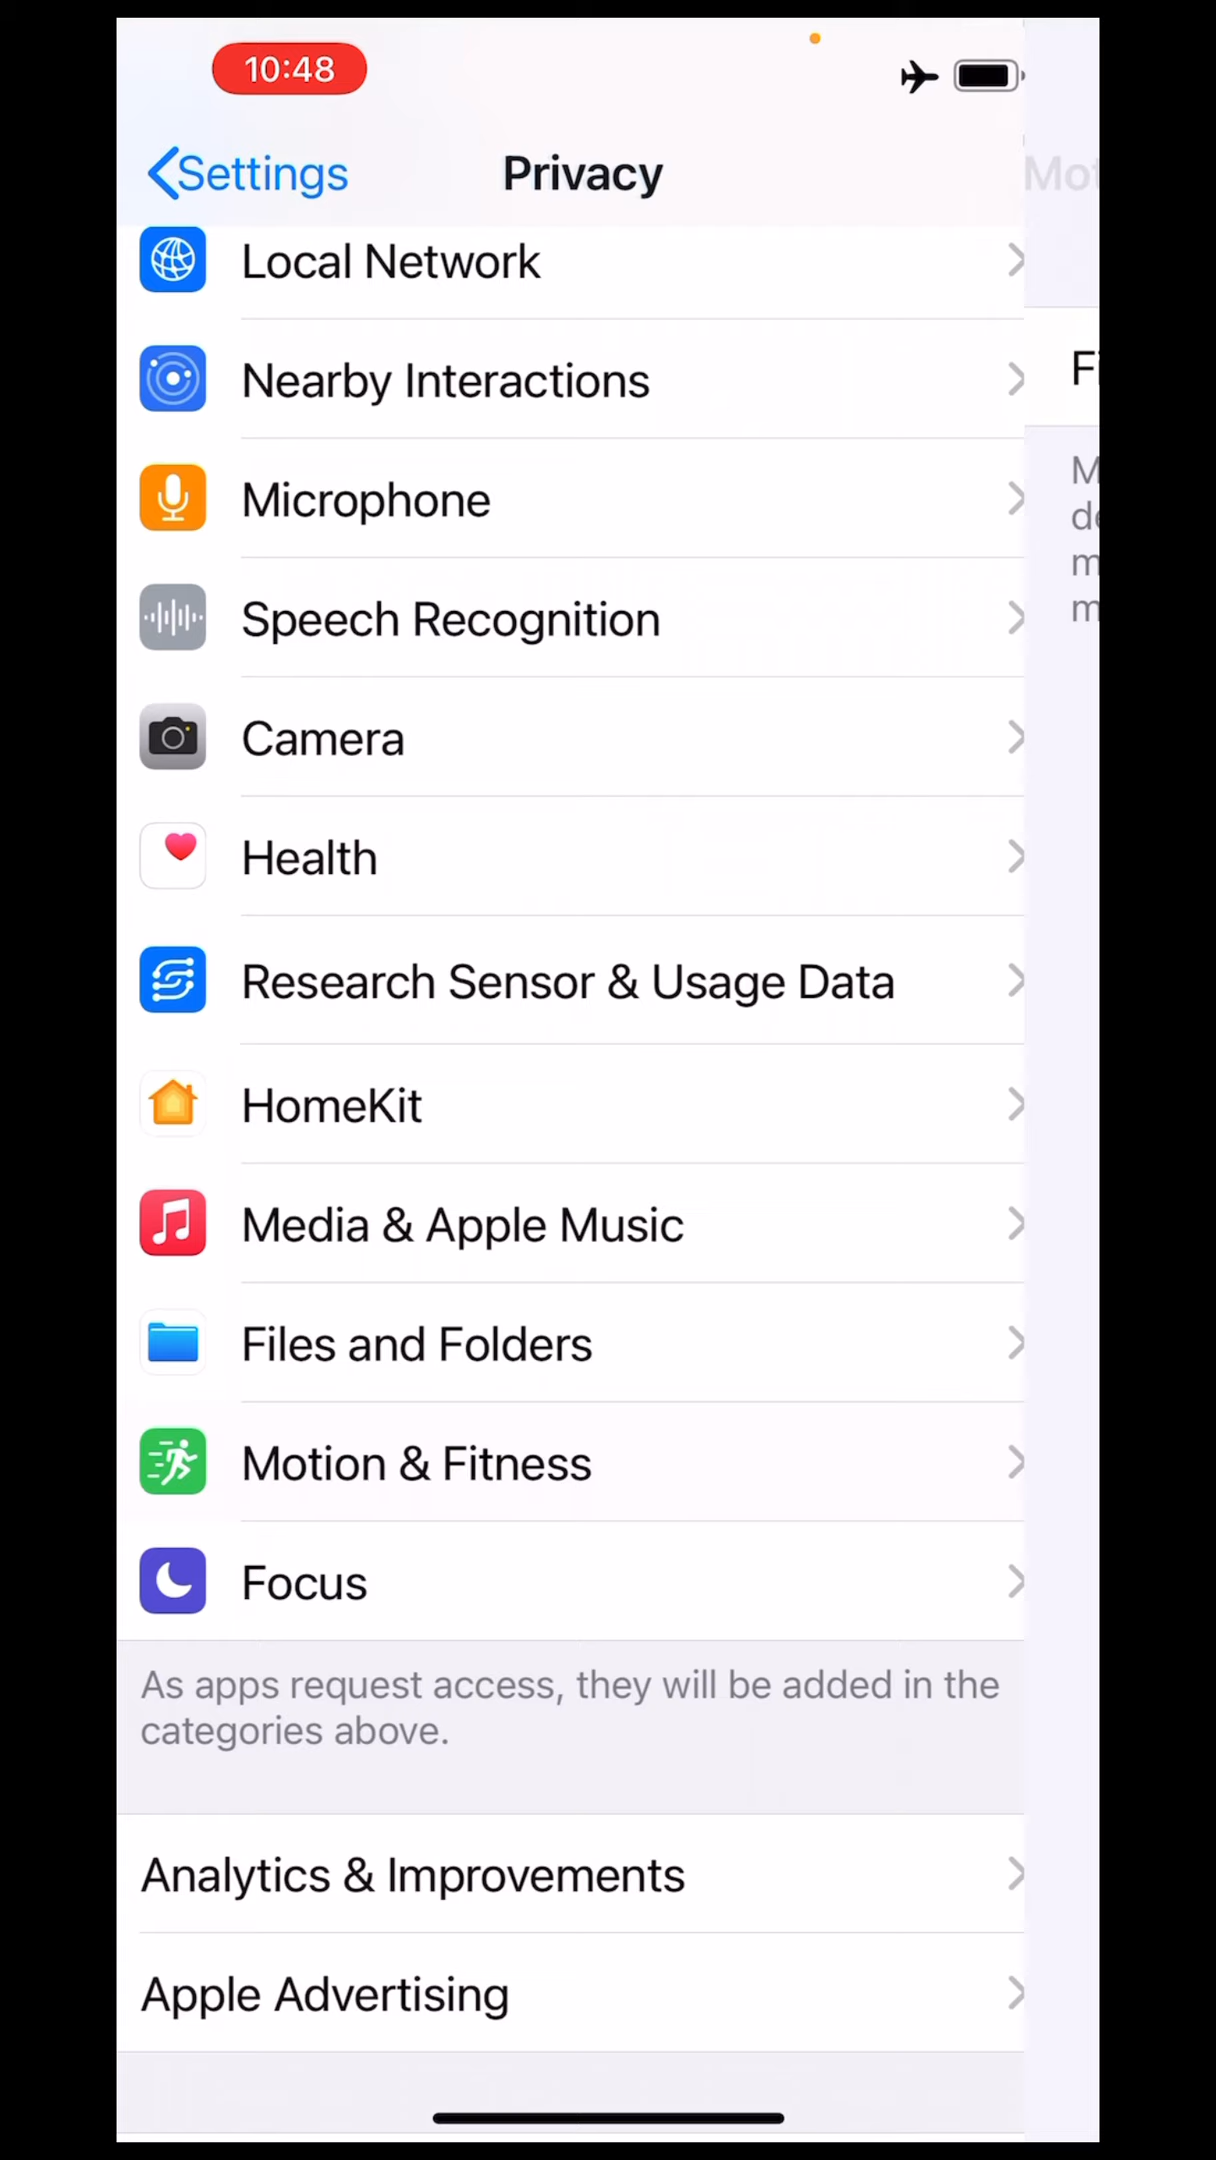 10:48
Settings
Privacy
Local Network
Nearby Interactions
Microphone
Speech Recognition
Camera
Health
Research Sensor & Usage Data
HomeKit
Media & Apple Music
Files and Folders
Motion & Fitness
Focus
As apps request access, they will be added in the
categories above.
Analytics & Improvements
Apple Advertising